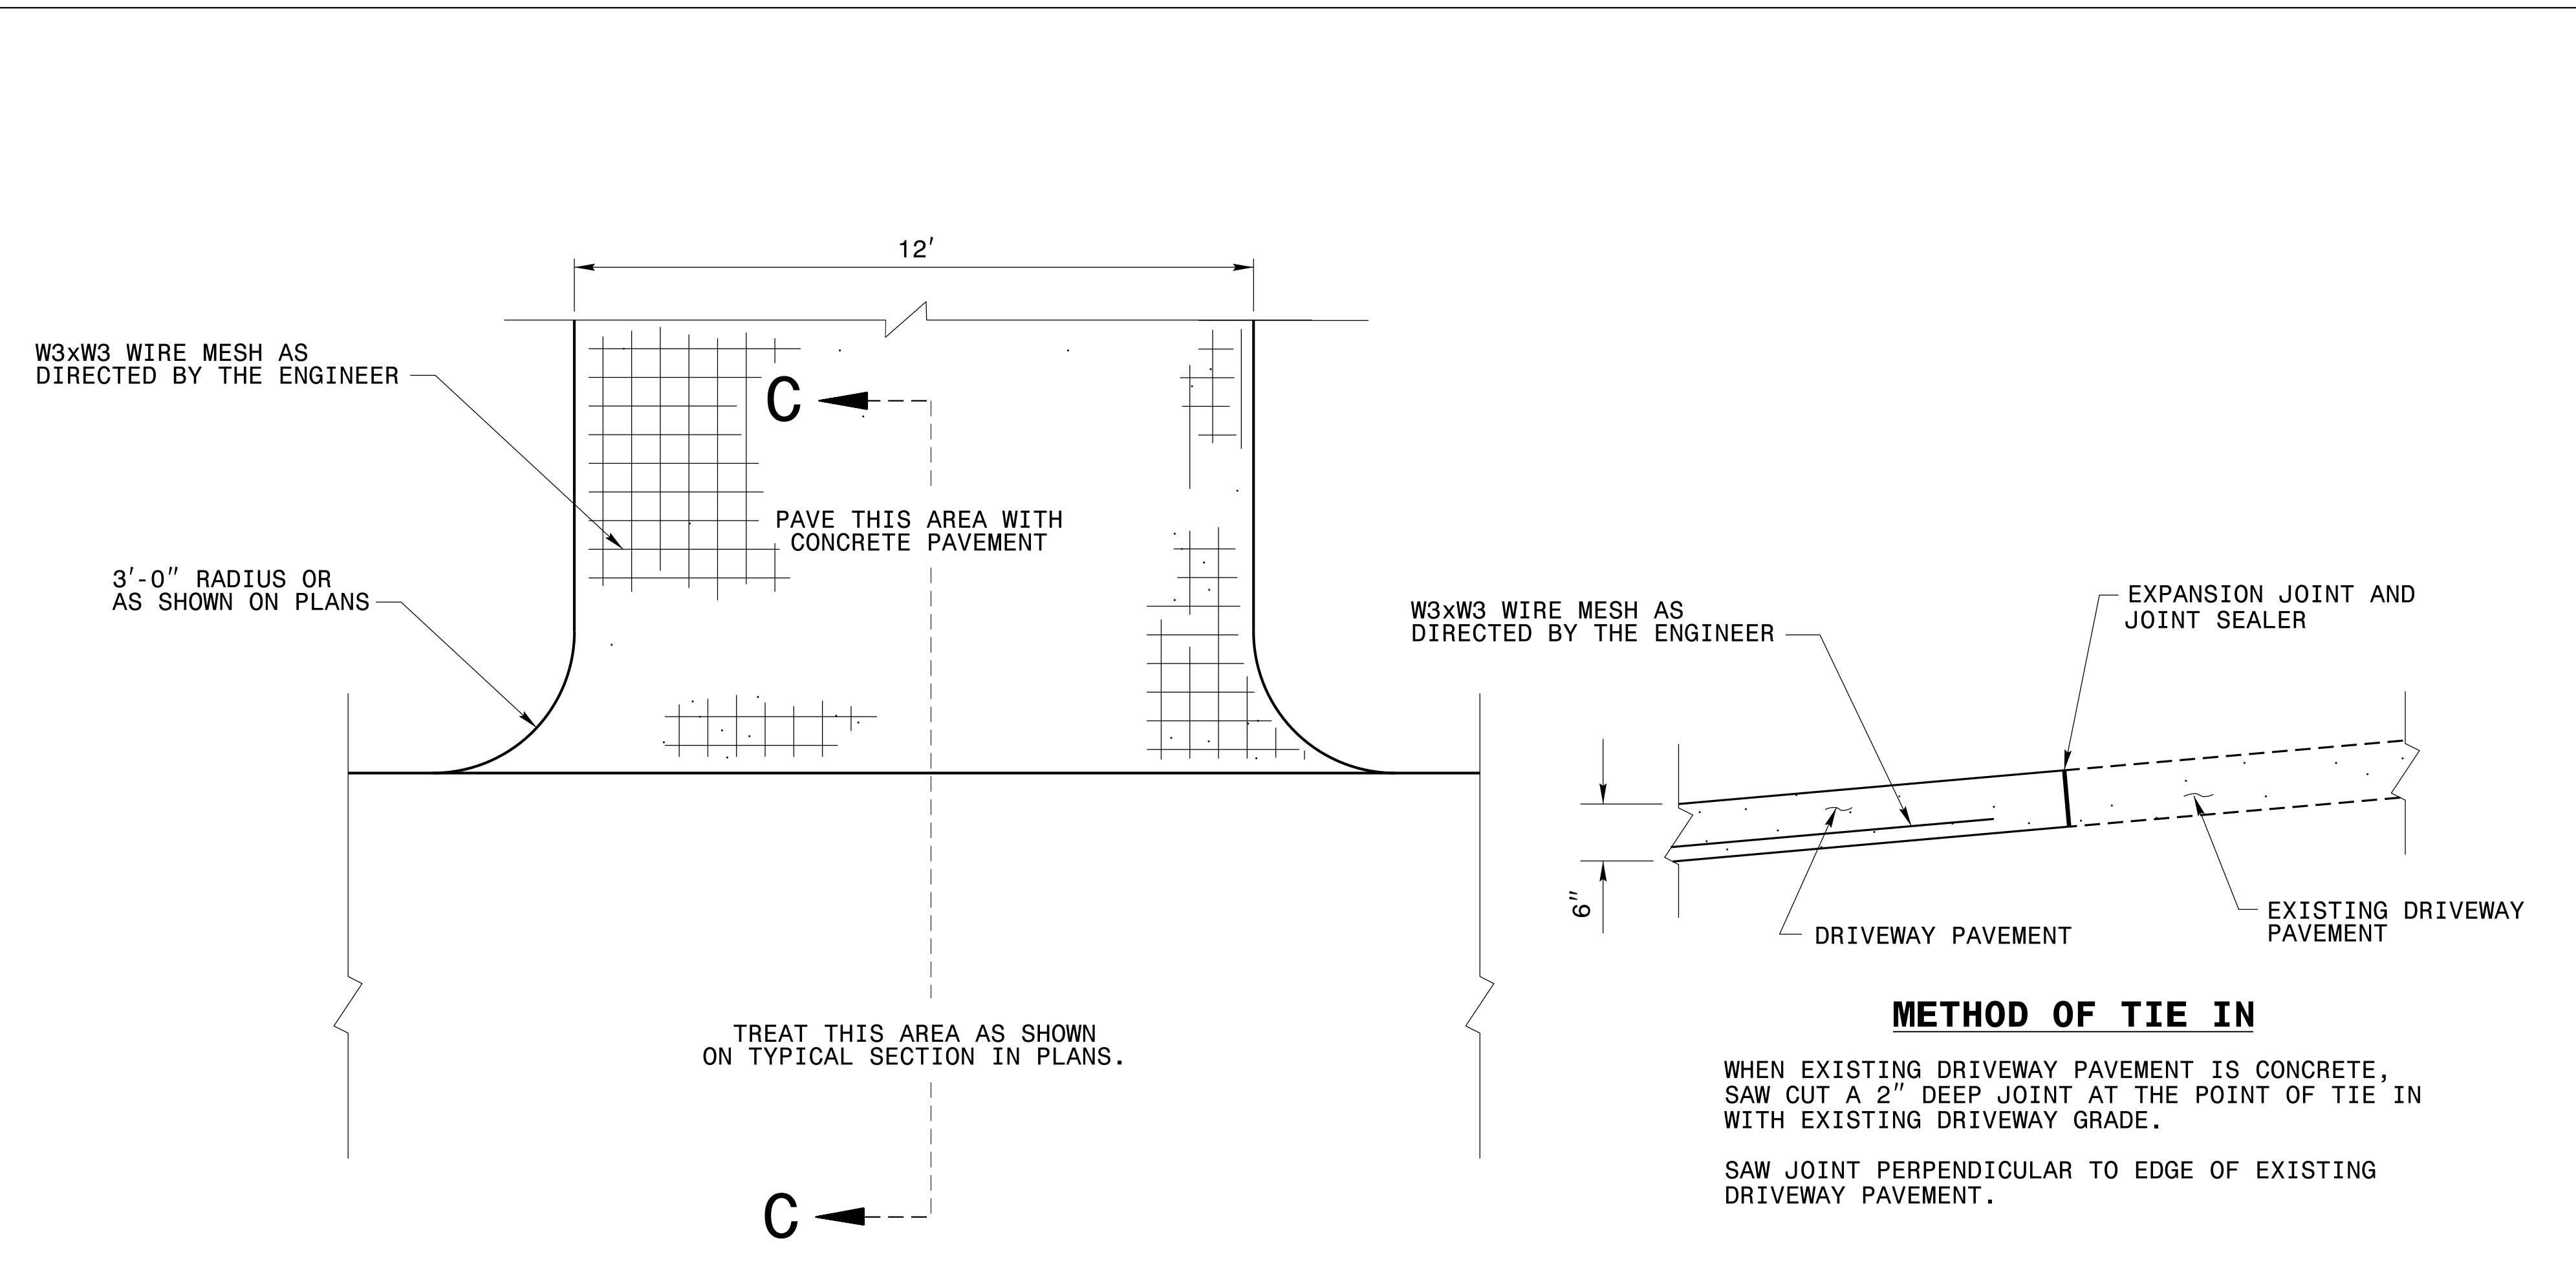 12'
W3xW3 WIRE MESH AS
DIRECTED BY THE ENGINEER
C
PAVE THIS AREA WITH
CONCRETE PAVEMENT
3'-0" RADIUS OR
AS SHOWN ON PLANS
TREAT THIS AREA AS SHOWN
ON TYPICAL SECTION IN PLANS.
C
W3xW3 WIRE MESH AS
DIRECTED BY THE ENGINEER
EXPANSION JOINT AND
JOINT SEALER
6"
DRIVEWAY PAVEMENT
EXISTING DRIVEWAY
PAVEMENT
METHOD OF TIE IN
WHEN EXISTING DRIVEWAY PAVEMENT IS CONCRETE,
SAW CUT A 2" DEEP JOINT AT THE POINT OF TIE IN
WITH EXISTING DRIVEWAY GRADE.
SAW JOINT PERPENDICULAR TO EDGE OF EXISTING
DRIVEWAY PAVEMENT.